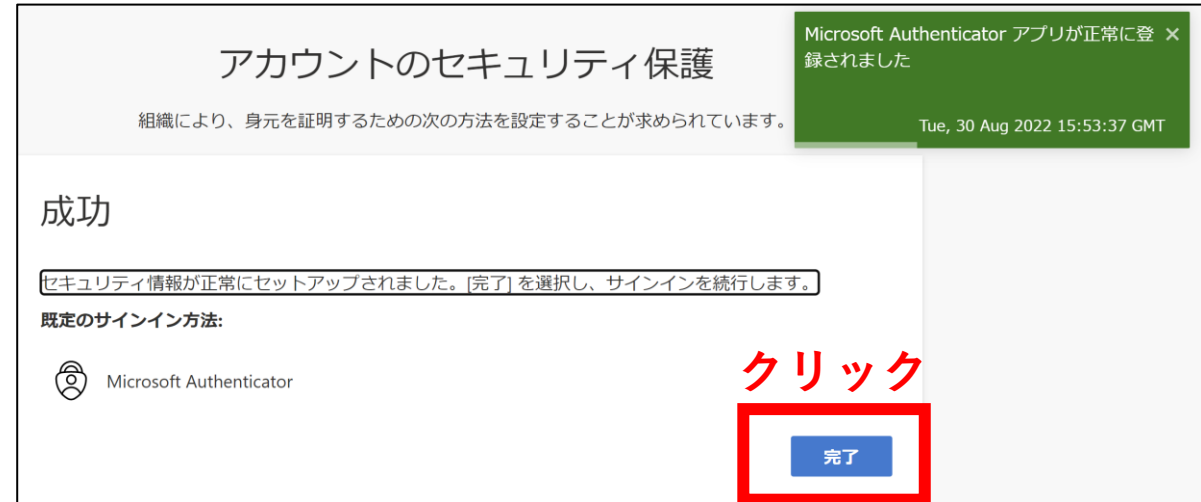 アカウントのセキュリティ保護
組織により、身元を証明するための次の方法を設定することが求められています。
Microsoft Authenticator アプリが正常に登
録されました
Tue, 30 Aug 2022 15:53:37 GMT
成功
セキュリティ情報が正常にセットアップされました。[完了] を選択し、サインインを続行します。
既定のサインイン方法:
Microsoft Authenticator
クリック
完了